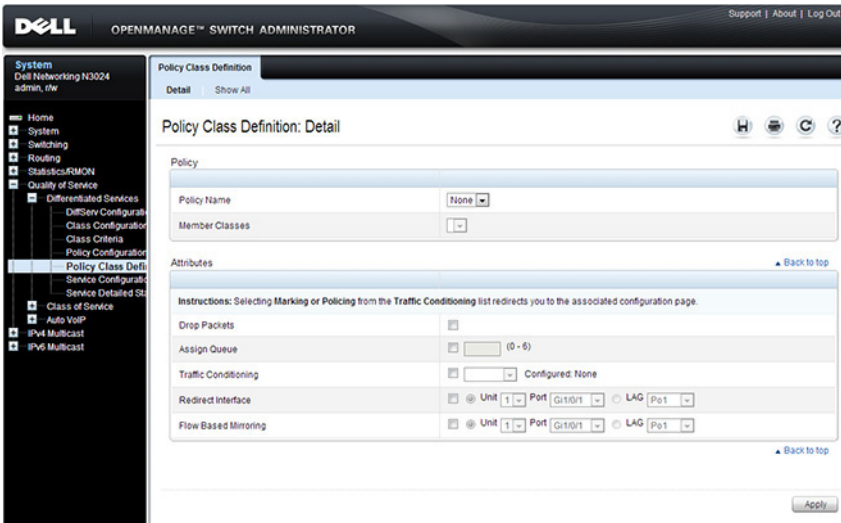 Support | About | Log Out
DELL OPENMANAGE™ SWITCH ADMINISTRATOR
System
Dell Networking N3024
admin, r/w
Home
System
Switching
Routing
Statistics/RMON
Quality of Service
Differentiated Services
DiffServ Configurati
Class Configuration
Class Criteria
Policy Configuration
Policy Class Defi
Service Configuratio
Service Detailed Sta
Class of Service
Auto VoIP
IPv4 Multicast
IPv6 Multicast
Policy Class Definition
Detail Show All
Policy Class Definition: Detail
?
Policy
Policy Name None
Member Classes
Attributes Back to top
Instructions: Selecting Marking or Policing from the Traffic Conditioning list redirects you to the associated configuration page.
Drop Packets
Assign Queue (0 - 6)
Traffic Conditioning Configured: None
Redirect Interface Unit 1 Port Gi1/0/1 LAG Po1
Flow Based Mirroring Unit 1 Port Gi1/0/1 LAG Po1
Back to top
Apply